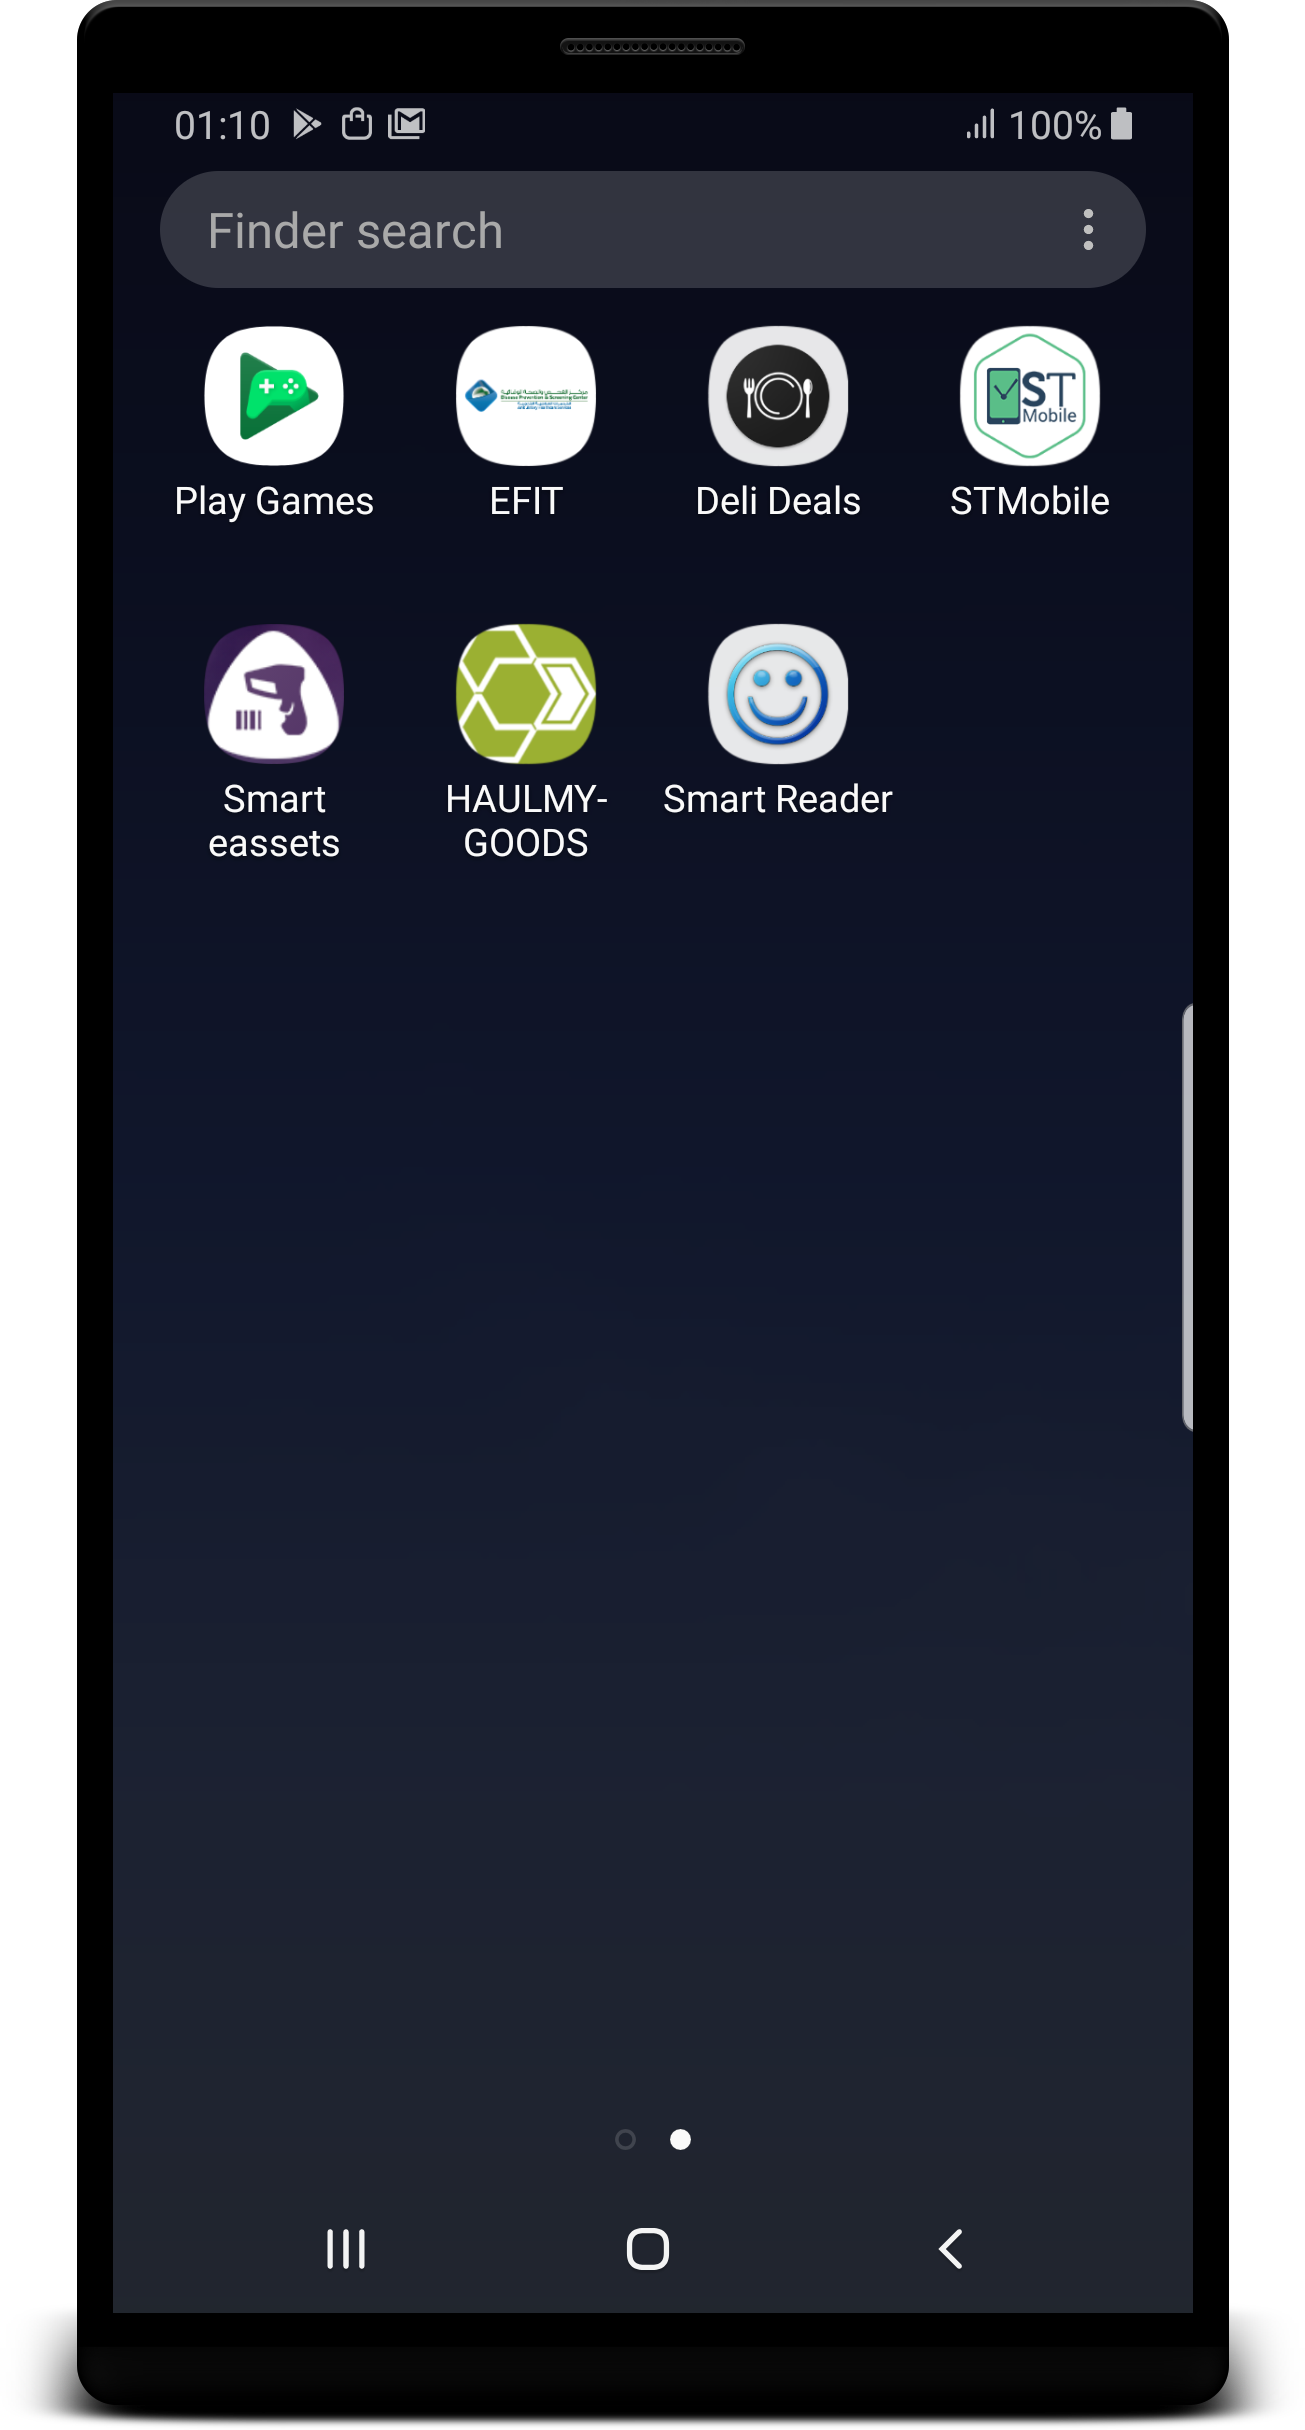 01:10
100%
Finder search
ST
Mobile
Play Games
EFIT
Deli Deals
STMobile
Smart
eassets
HAULMY-
GOODS
Smart Reader